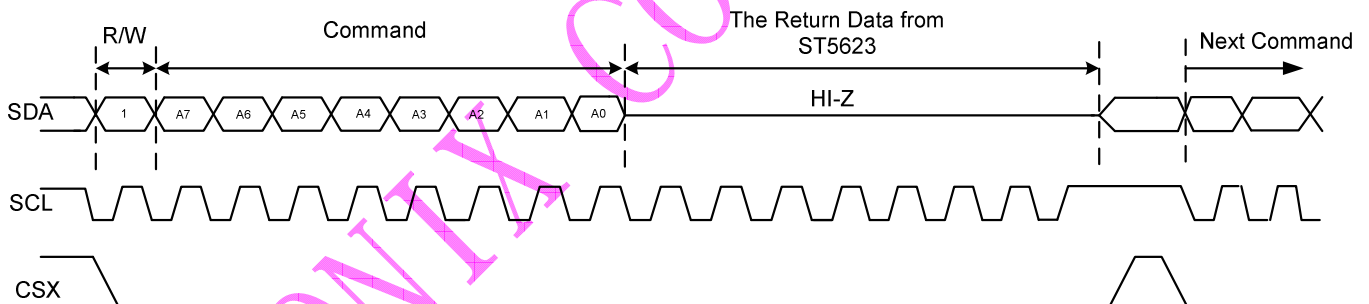 R/W
Command
The Return Data from
ST5623
Next Command
SDA
1 A7 A6 A5 A4 A3 A2 A1 A0
HI-Z
SCL
CSX